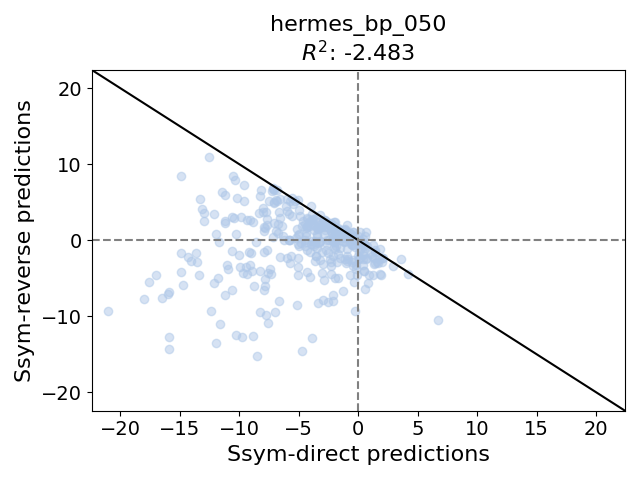 hermes_bp_050
R²: -2.483
Ssym-reverse predictions
20
10
0
−10
−20
−20 −15 −10 −5 0 5 10 15 20
Ssym-direct predictions